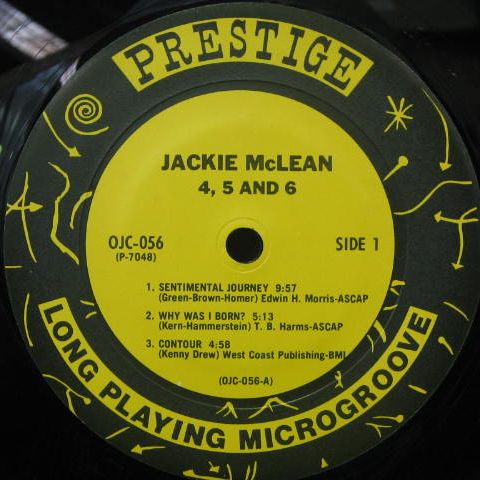 PRESTIGE
JACKIE McLEAN
4, 5 AND 6
OJC-056
(P-7048)
SIDE 1
1. SENTIMENTAL JOURNEY 9:57
(Green-Brown-Homer) Edwin H. Morris-ASCAP
2. WHY WAS I BORN? 5:13
(Kern-Hammerstein) T. B. Harms-ASCAP
3. CONTOUR 4:58
(Kenny Drew) West Coast Publishing-BMI
(OJC-056-A)
LONG PLAYING MICROGROOVE